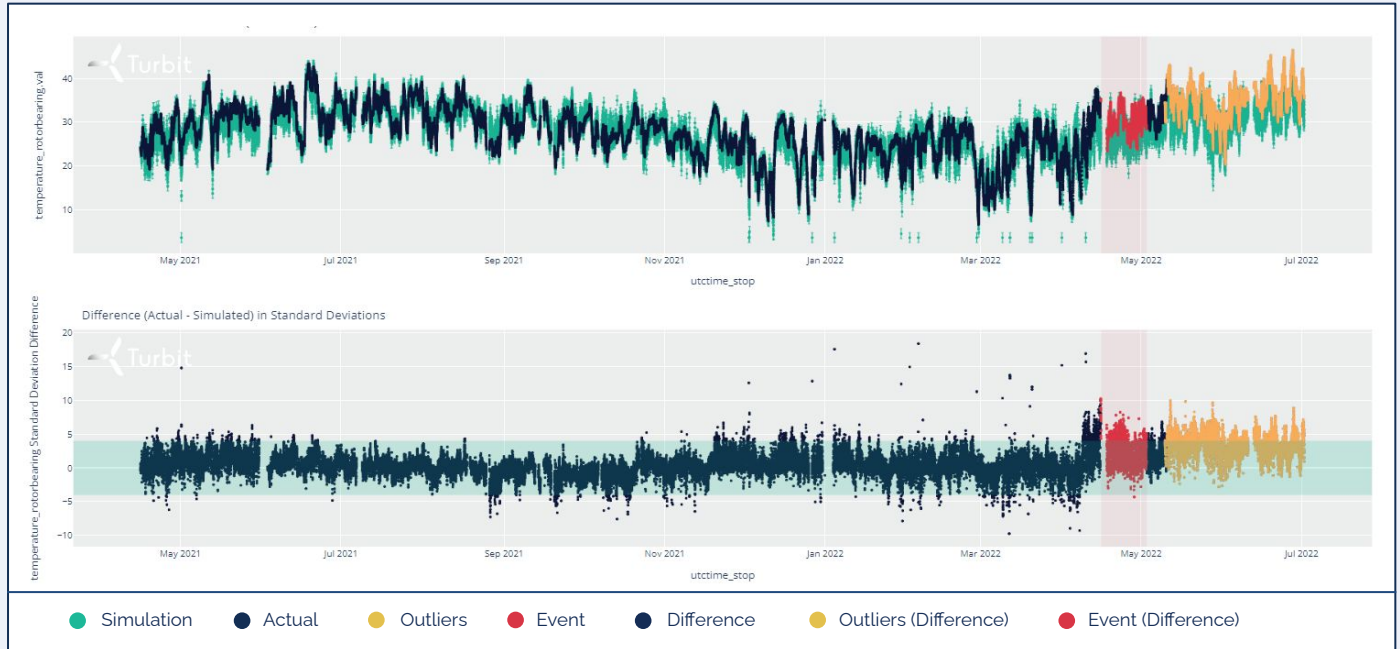 Turbit
temperature_rotorbearing_val
40
30
20
10
May 2021 Jul 2021 Sep 2021 Nov 2021 Jan 2022 Mar 2022 May 2022 Jul 2022
utctime_stop
Difference (Actual - Simulated) in Standard Deviations
Turbit
temperature_rotorbearing Standard Deviation Difference
20
15
10
5
0
−5
−10
May 2021 Jul 2021 Sep 2021 Nov 2021 Jan 2022 Mar 2022 May 2022 Jul 2022
utctime_stop
Simulation Actual Outliers Event Difference Outliers (Difference) Event (Difference)